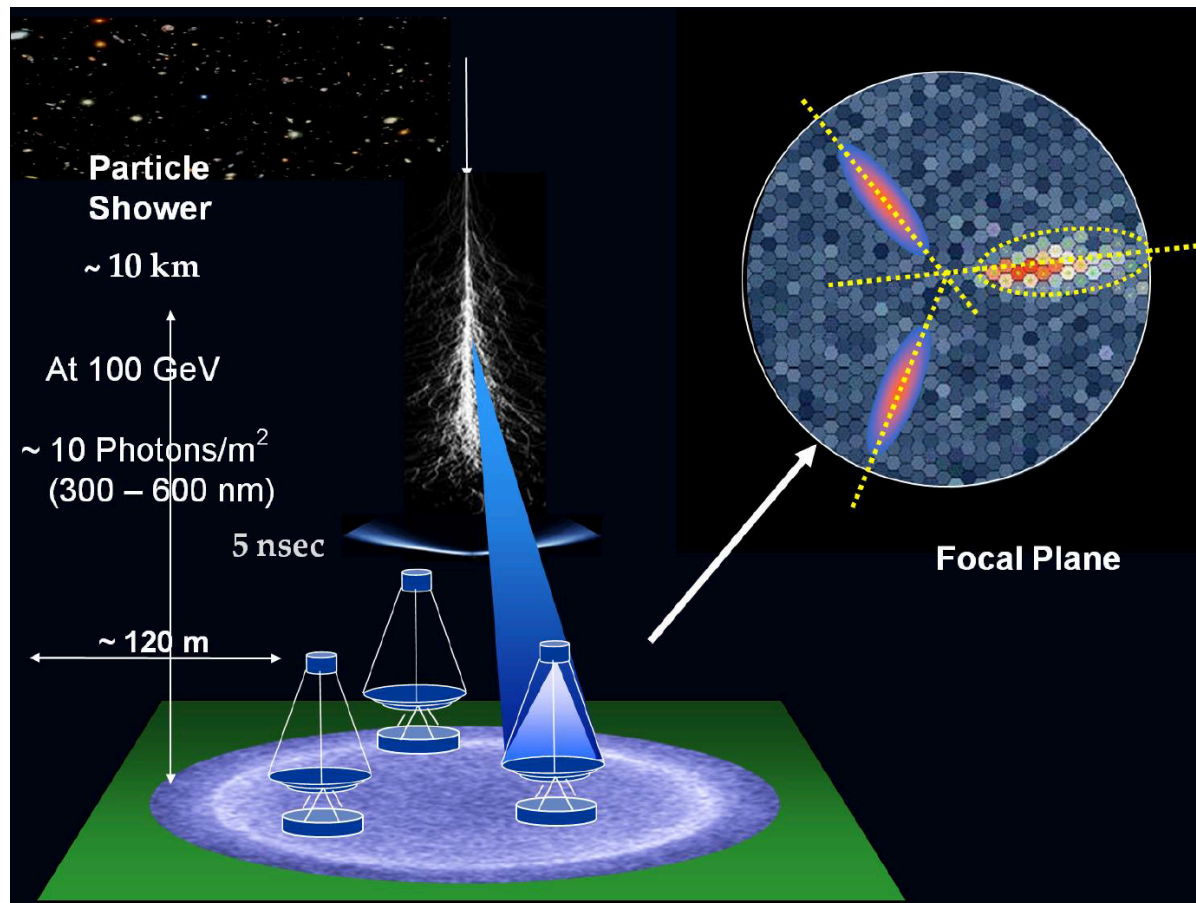 Particle
Shower
~ 10 km
At 100 GeV
~ 10 Photons/m²
(300 – 600 nm)
5 nsec
~ 120 m
Focal Plane